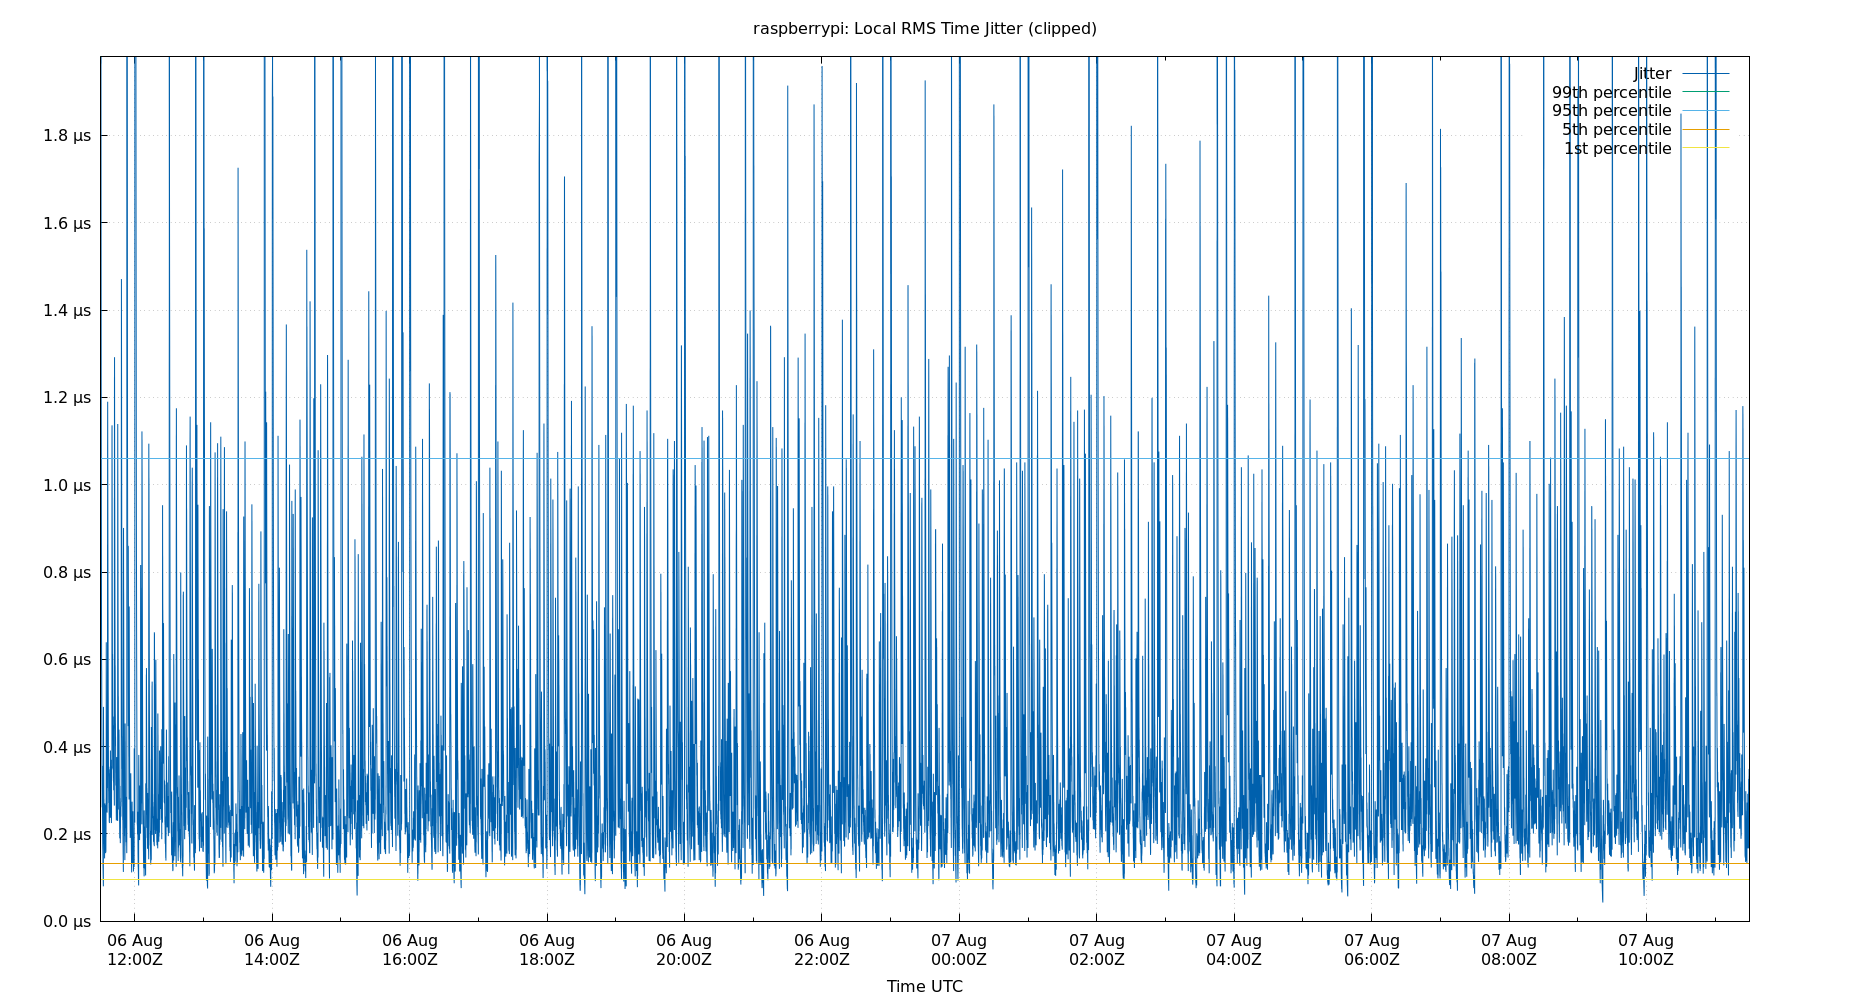 raspberrypi: Local RMS Time Jitter (clipped)
Jitter
99th percentile
95th percentile
5th percentile
1st percentile
1.8 μs
1.6 μs
1.4 μs
1.2 μs
1.0 μs
0.8 μs
0.6 μs
0.4 μs
0.2 μs
0.0 μs
06 Aug 06 Aug 06 Aug 06 Aug 06 Aug 06 Aug 07 Aug 07 Aug 07 Aug 07 Aug 07 Aug 07 Aug
12:00Z 14:00Z 16:00Z 18:00Z 20:00Z 22:00Z 00:00Z 02:00Z 04:00Z 06:00Z 08:00Z 10:00Z
Time UTC